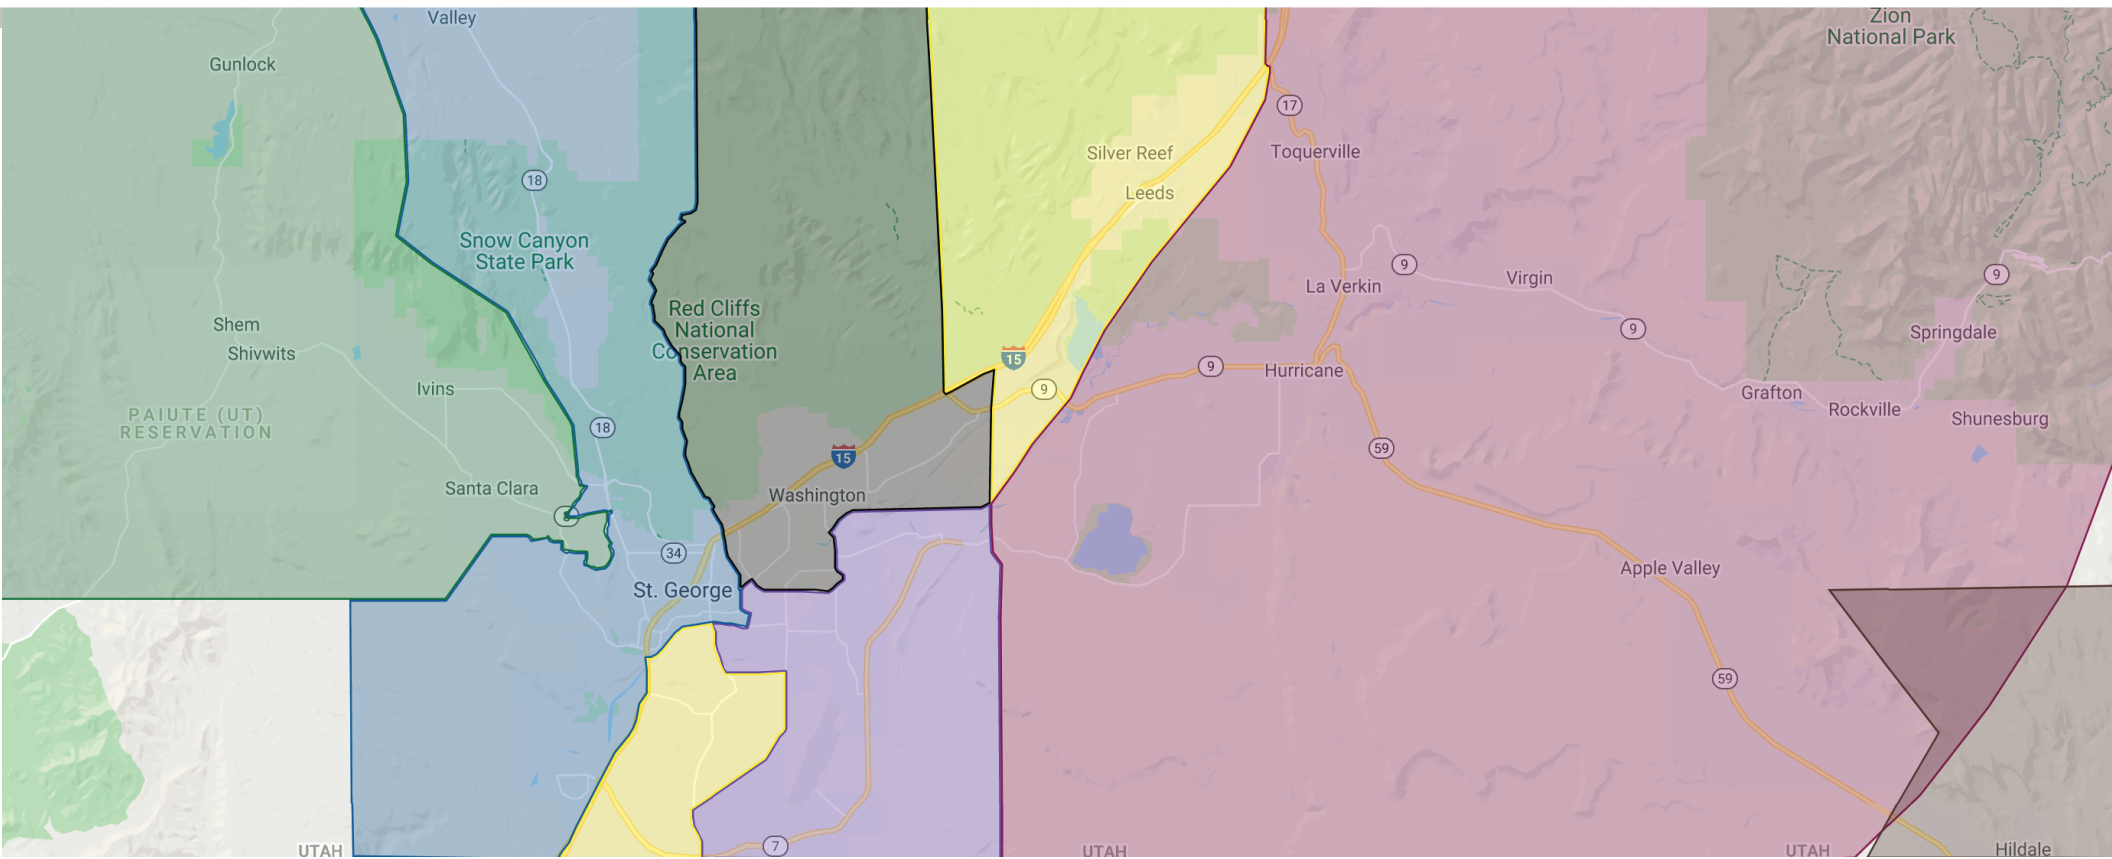 Valley
Zion
National Park
Gunlock
17
Silver Reef
Toquerville
18
Leeds
Snow Canyon
State Park
9
9
La Verkin
Virgin
Red Cliffs
National
Conservation
Area
Shem
Shivwits
9
Springdale
15
9
9
Hurricane
Ivins
Grafton
Rockville
Shunesburg
PAIUTE (UT)
RESERVATION
18
59
15
Santa Clara
Washington
8
34
Apple Valley
St. George
59
7
UTAH
UTAH
UTAH
Hildale